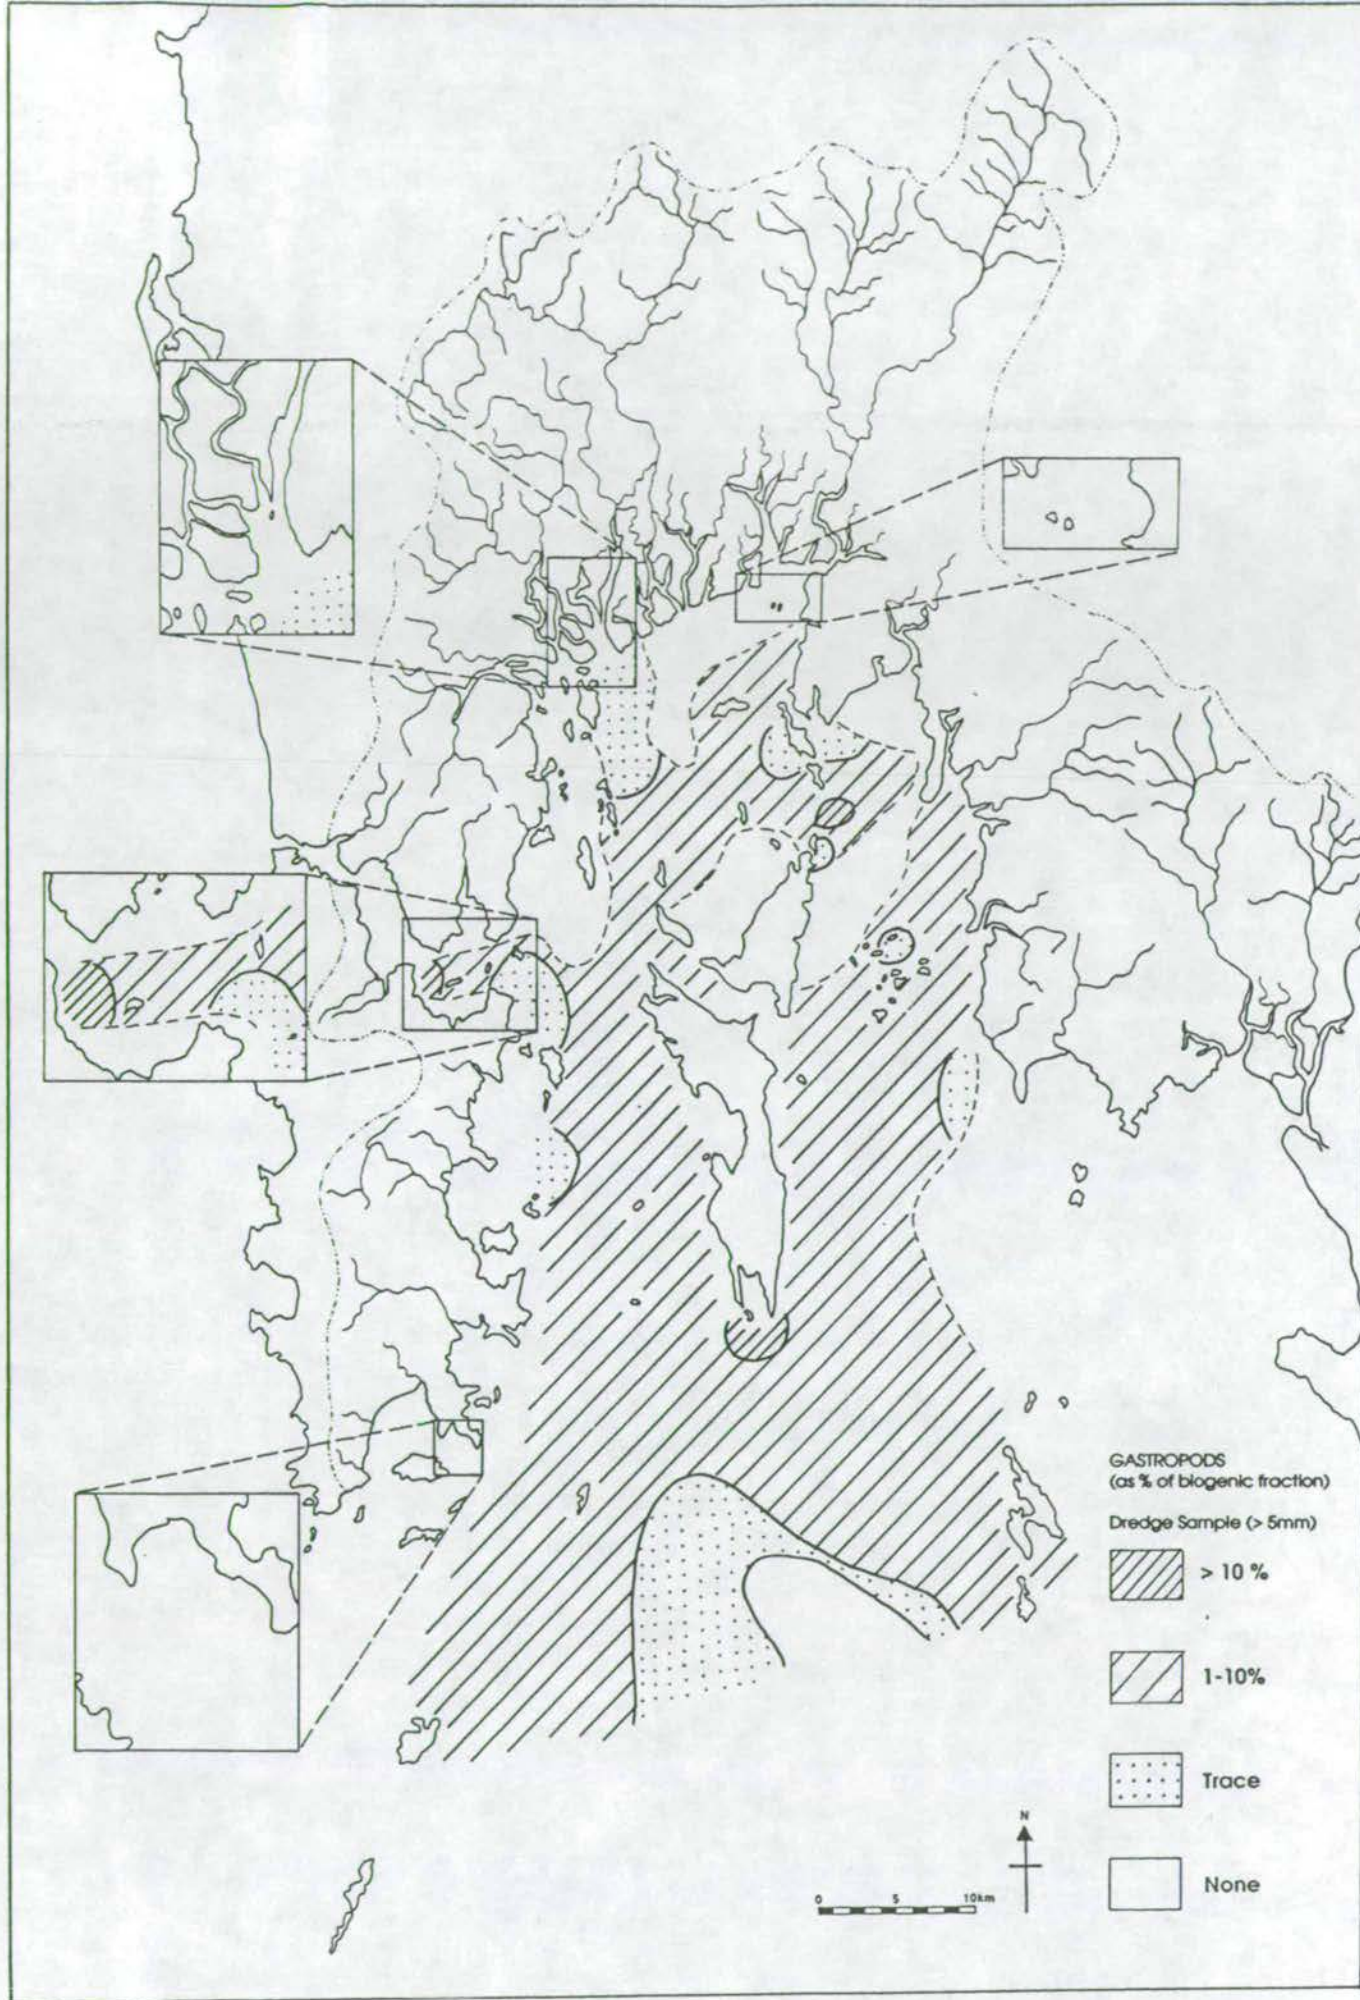 GASTROPODS
(as % of biogenic fraction)
Dredge Sample (> 5mm)
> 10 %
1-10%
Trace
None
N
0 5 10km